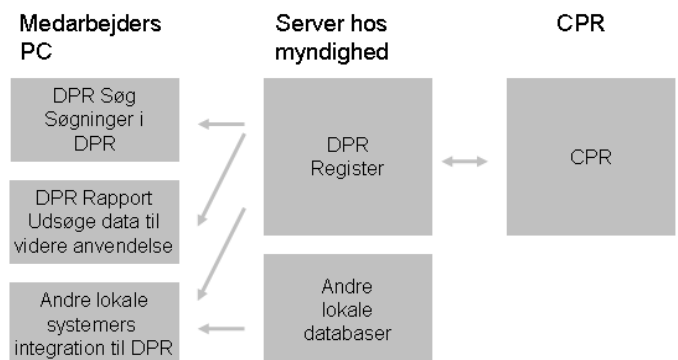 Medarbejders
PC
Server hos
myndighed
CPR
DPR Søg
Søgninger i
DPR
DPR Rapport
Udsøge data til
videre anvendelse
Andre lokale
systemers
integration til DPR
DPR
Register
Andre
lokale
databaser
CPR